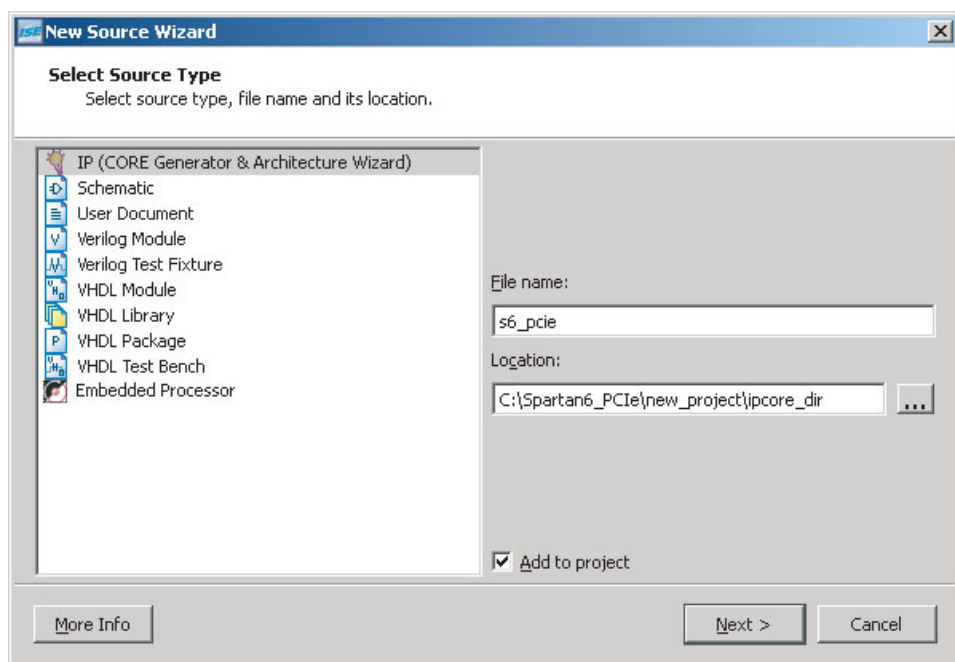 ISE New Source Wizard
Select Source Type
Select source type, file name and its location.
IP (CORE Generator & Architecture Wizard)
Schematic
User Document
Verilog Module
Verilog Test Fixture
VHDL Module
VHDL Library
VHDL Package
VHDL Test Bench
Embedded Processor
File name:
s6_pcie
Location:
C:\Spartan6_PCIe\new_project\ipcore_dir
...
Add to project
More Info
Next >
Cancel